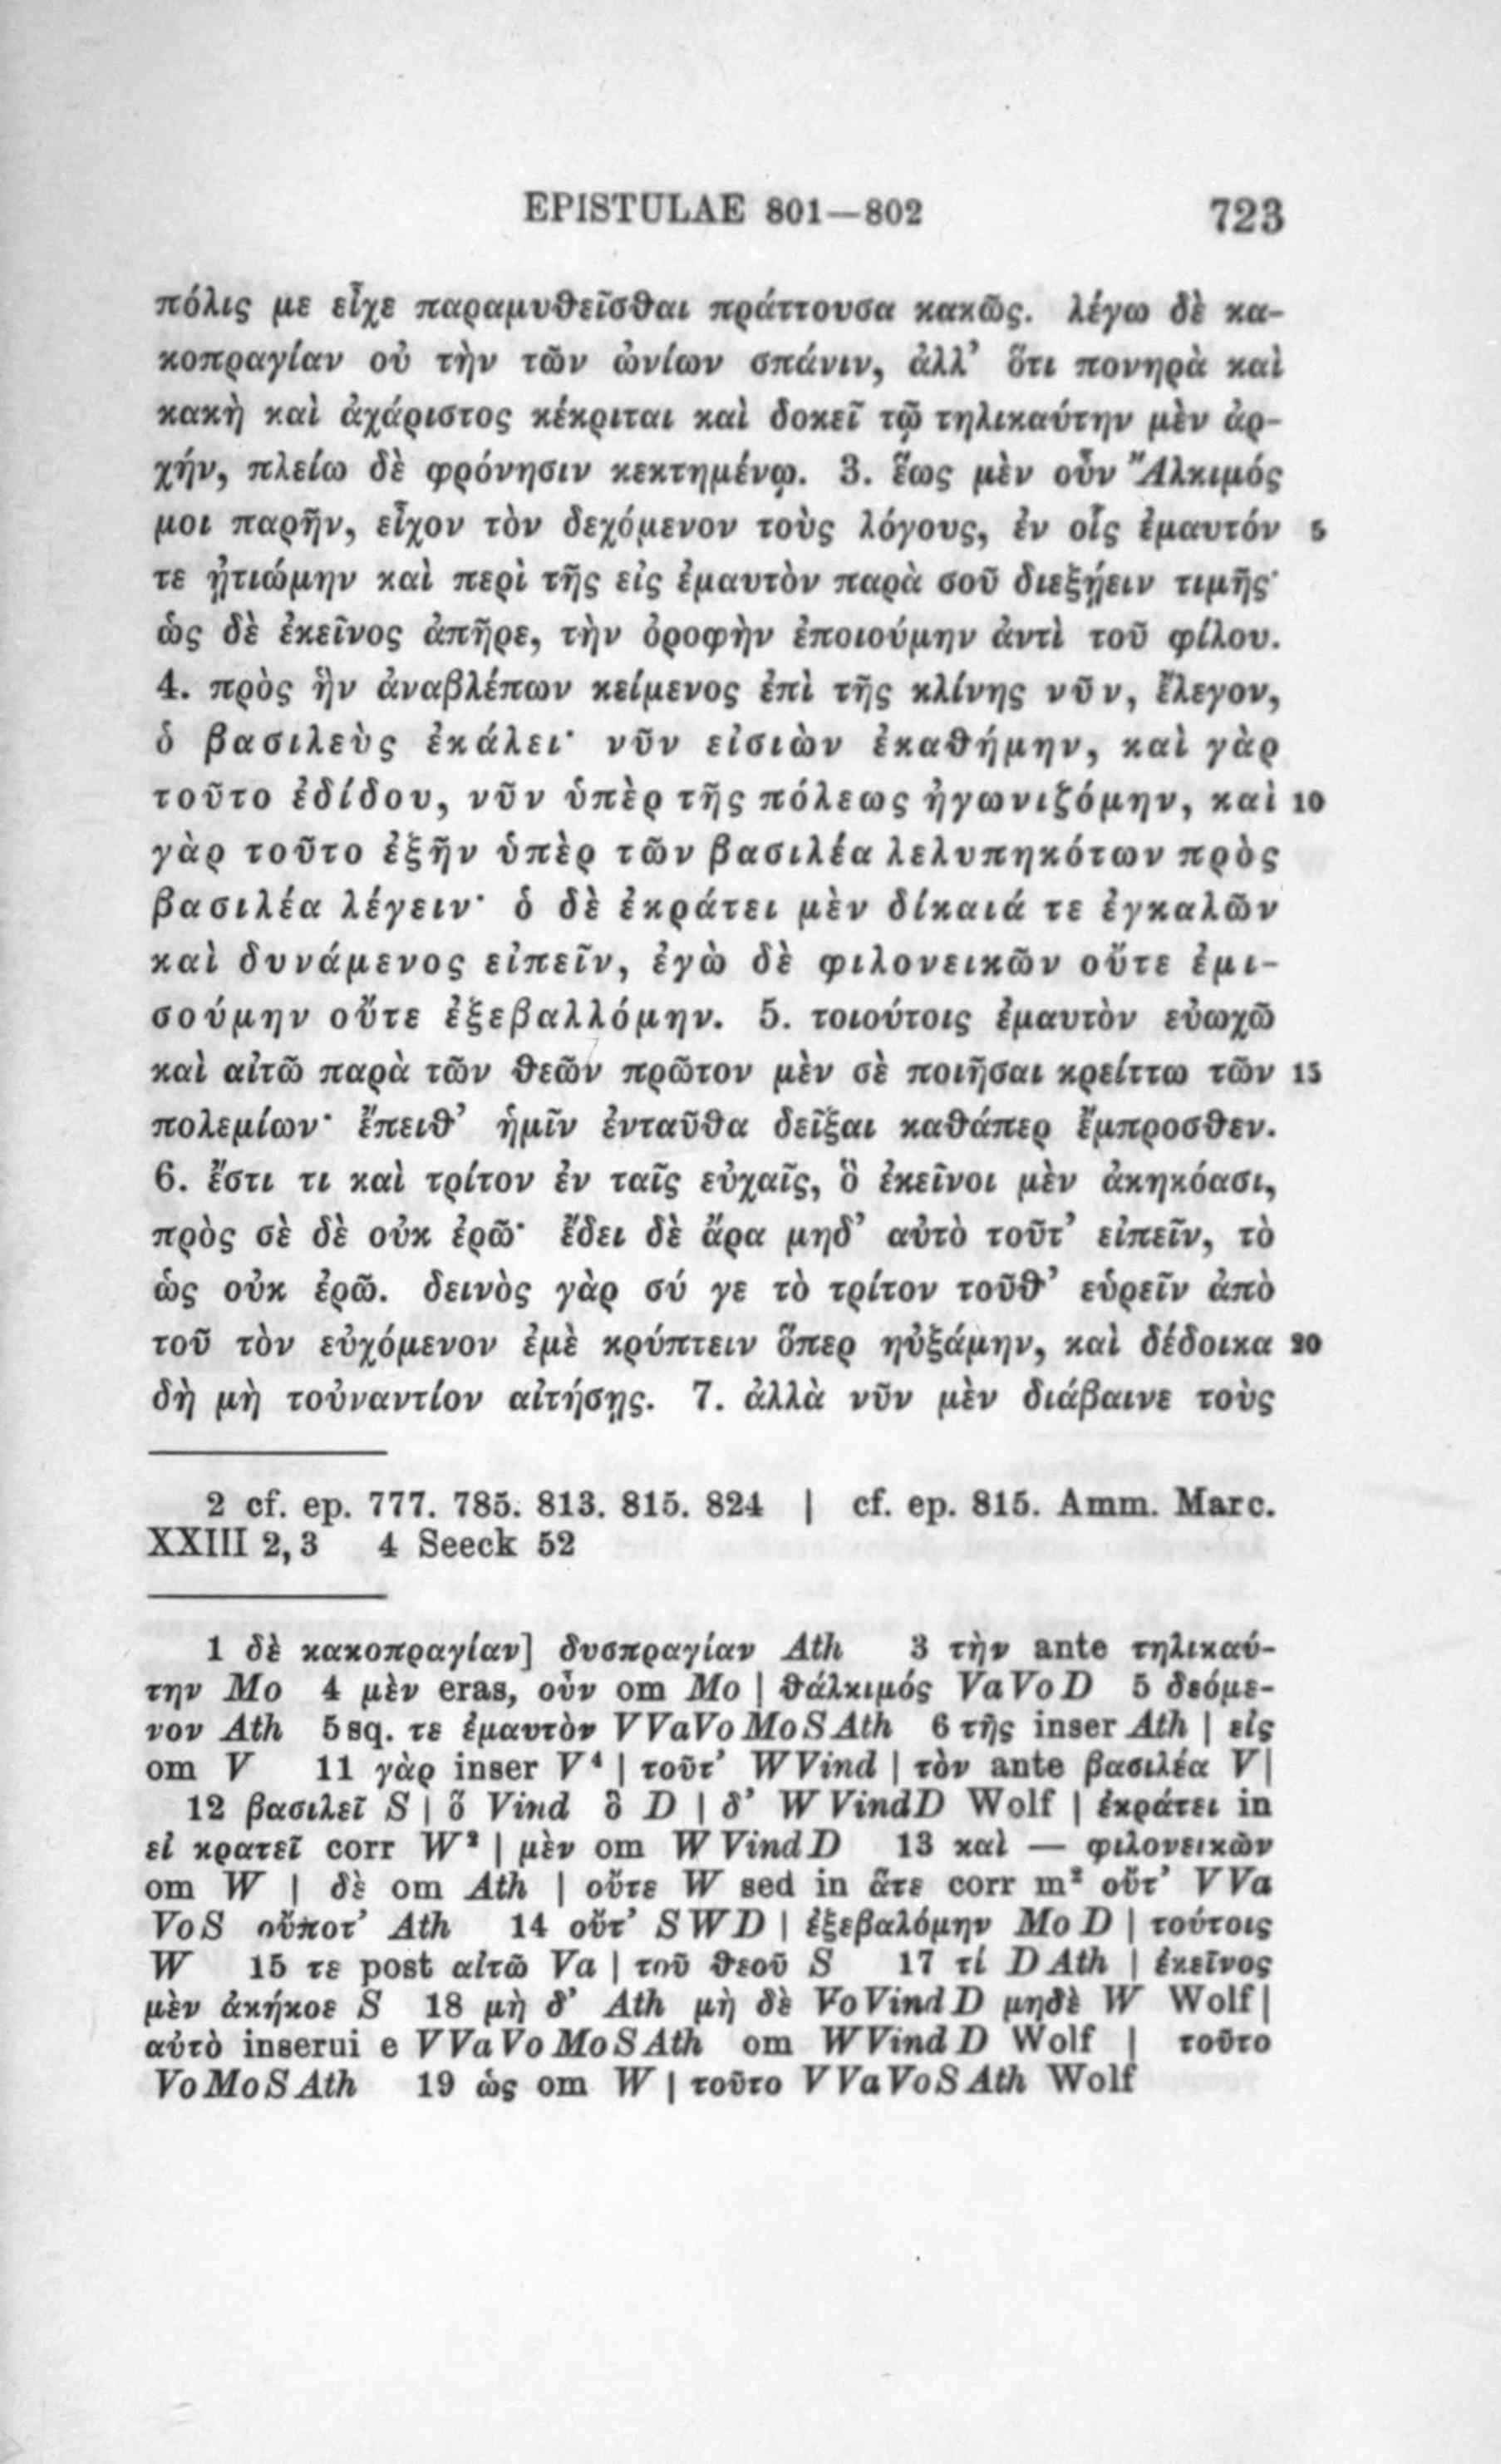 EPISTULAE 801—802 723
πόλις με εἶχε παραμυθεῖσθαι πράττουσα κακῶς. λέγω δὲ κα-
κοπραγίαν οὐ τὴν τῶν ὠνίων σπάνιν, ἀλλ’ ὅτι πονηρὰ καὶ
κακὴ καὶ ἀχάριστος κέκριται καὶ δοκεῖ τῷ τηλικαύτην μὲν ἀρ-
χήν, πλείω δὲ φρόνησιν κεκτημένῳ. 3. ἕως μὲν οὖν Ἄλκιμός
μοι παρῆν, εἶχον τὸν δεχόμενον τοὺς λόγους, ἐν οἷς ἐμαυτόν 5
τε ᾐτιώμην καὶ περὶ τῆς εἰς ἐμαυτὸν παρὰ σοῦ διεξῄειν τιμῆς·
ὡς δὲ ἐκεῖνος ἀπῆρε, τὴν ὀροφὴν ἐποιούμην ἀντὶ τοῦ φίλου.
4. πρὸς ἣν ἀναβλέπων κείμενος ἐπὶ τῆς κλίνης νῦν, ἔλεγον,
ὁ βασιλεὺς ἐκάλει· νῦν εἰσιὼν ἐκαθήμην, καὶ γὰρ
τοῦτο ἐδίδου, νῦν ὑπὲρ τῆς πόλεως ἠγωνιζόμην, καὶ 10
γὰρ τοῦτο ἐξῆν ὑπὲρ τῶν βασιλέα λελυπηκότων πρὸς
βασιλέα λέγειν· ὁ δὲ ἐκράτει μὲν δίκαιά τε ἐγκαλῶν
καὶ δυνάμενος εἰπεῖν, ἐγὼ δὲ φιλονεικῶν οὔτε ἐμι-
σούμην οὔτε ἐξεβαλλόμην. 5. τοιούτοις ἐμαυτὸν εὐωχῶ
καὶ αἰτῶ παρὰ τῶν θεῶν πρῶτον μὲν σὲ ποιῆσαι κρείττω τῶν 15
πολεμίων· ἔπειθ’ ἡμῖν ἐνταῦθα δεῖξαι καθάπερ ἔμπροσθεν.
6. ἔστι τι καὶ τρίτον ἐν ταῖς εὐχαῖς, ὃ ἐκεῖνοι μὲν ἀκηκόασι,
πρὸς σὲ δὲ οὐκ ἐρῶ· ἔδει δὲ ἄρα μηδ’ αὐτὸ τοῦτ’ εἰπεῖν, τὸ
ὡς οὐκ ἐρῶ. δεινὸς γὰρ σύ γε τὸ τρίτον τοῦθ’ εὑρεῖν ἀπὸ
τοῦ τὸν εὐχόμενον ἐμὲ κρύπτειν ὅπερ ηὐξάμην, καὶ δέδοικα 20
δὴ μὴ τοὐναντίον αἰτήσῃς. 7. ἀλλὰ νῦν μὲν διάβαινε τοὺς
2 cf. ep. 777. 785. 813. 815. 824 | cf. ep. 815. Amm. Marc.
XXIII 2,3 4 Seeck 52
1 δὲ κακοπραγίαν] δυσπραγίαν Ath 3 τὴν ante τηλικαύ-
την Mo 4 μὲν eras, οὖν om Mo | θάλκιμός VaVoD 5 δεόμε-
νον Ath 5sq. τε ἐμαυτὸν VVaVoMoSAth 6 τῆς inser Ath | εἰς
om V 11 γὰρ inser V⁴ | τοῦτ’ WVind | τὸν ante βασιλέα V |
12 βασιλεῖ S | ὅ Vind ὃ D | δ’ WVindD Wolf | ἐκράτει in
εἰ κρατεῖ corr W² | μὲν om WVindD 13 καὶ — φιλονεικῶν
om W | δὲ om Ath | οὔτε W sed in ἅτε corr m² οὔτ’ VVa
VoS οὔποτ’ Ath 14 οὔτ’ SWD | ἐξεβαλόμην MoD | τούτοις
W 15 τε post αἰτῶ Va | τοῦ θεοῦ S 17 τί DAth | ἐκεῖνος
μὲν ἀκήκοε S 18 μὴ δ’ Ath μὴ δὲ VoVindD μηδὲ W Wolf |
αὐτὸ inserui e VVaVoMoSAth om WVindD Wolf | τοῦτο
VoMoSAth 19 ὡς om W | τοῦτο VVaVoSAth Wolf